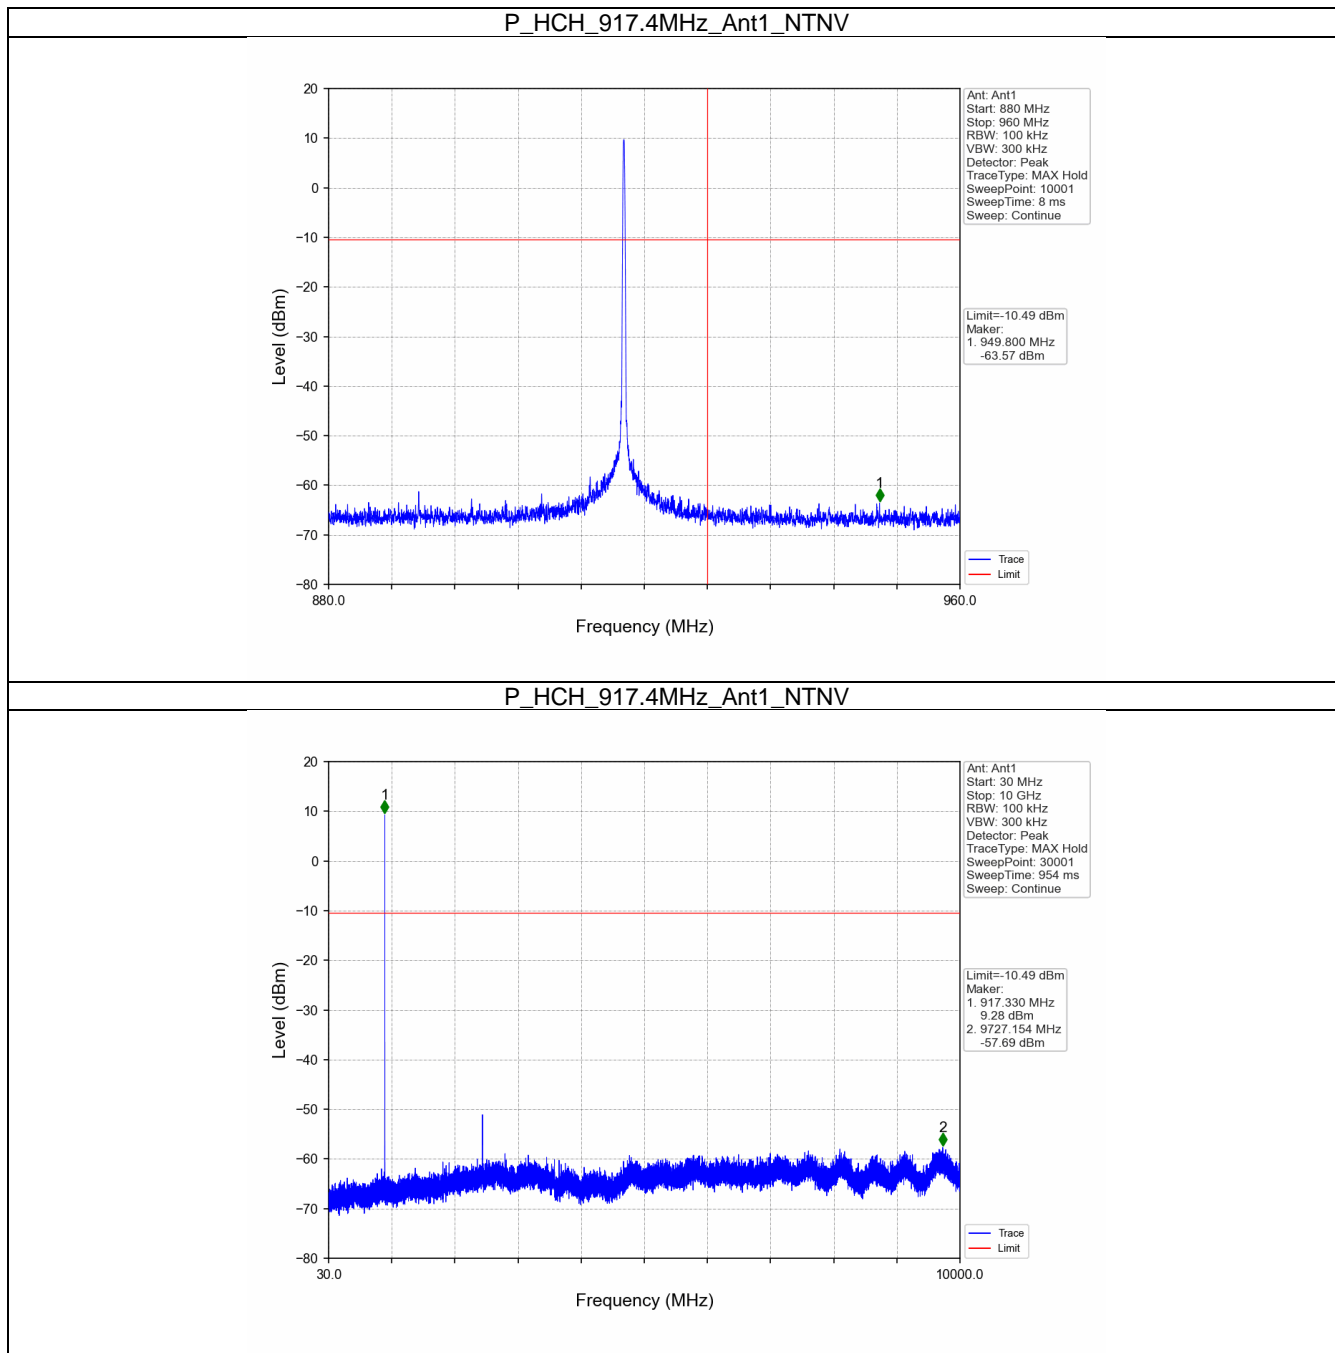 P_HCH_917.4MHz_Ant1_NTNV
20
10
0
−10
−20
−30
−40
−50
−60
−70
−80
Level (dBm)
880.0
960.0
Frequency (MHz)
1
Ant: Ant1
Start: 880 MHz
Stop: 960 MHz
RBW: 100 kHz
VBW: 300 kHz
Detector: Peak
TraceType: MAX Hold
SweepPoint: 10001
SweepTime: 8 ms
Sweep: Continue
Limit=-10.49 dBm
Maker:
1. 949.800 MHz
-63.57 dBm
Trace
Limit
P_HCH_917.4MHz_Ant1_NTNV
20
10
0
−10
−20
−30
−40
−50
−60
−70
−80
Level (dBm)
30.0
10000.0
Frequency (MHz)
1
2
Ant: Ant1
Start: 30 MHz
Stop: 10 GHz
RBW: 100 kHz
VBW: 300 kHz
Detector: Peak
TraceType: MAX Hold
SweepPoint: 30001
SweepTime: 954 ms
Sweep: Continue
Limit=-10.49 dBm
Maker:
1. 917.330 MHz
9.28 dBm
2. 9727.154 MHz
-57.69 dBm
Trace
Limit